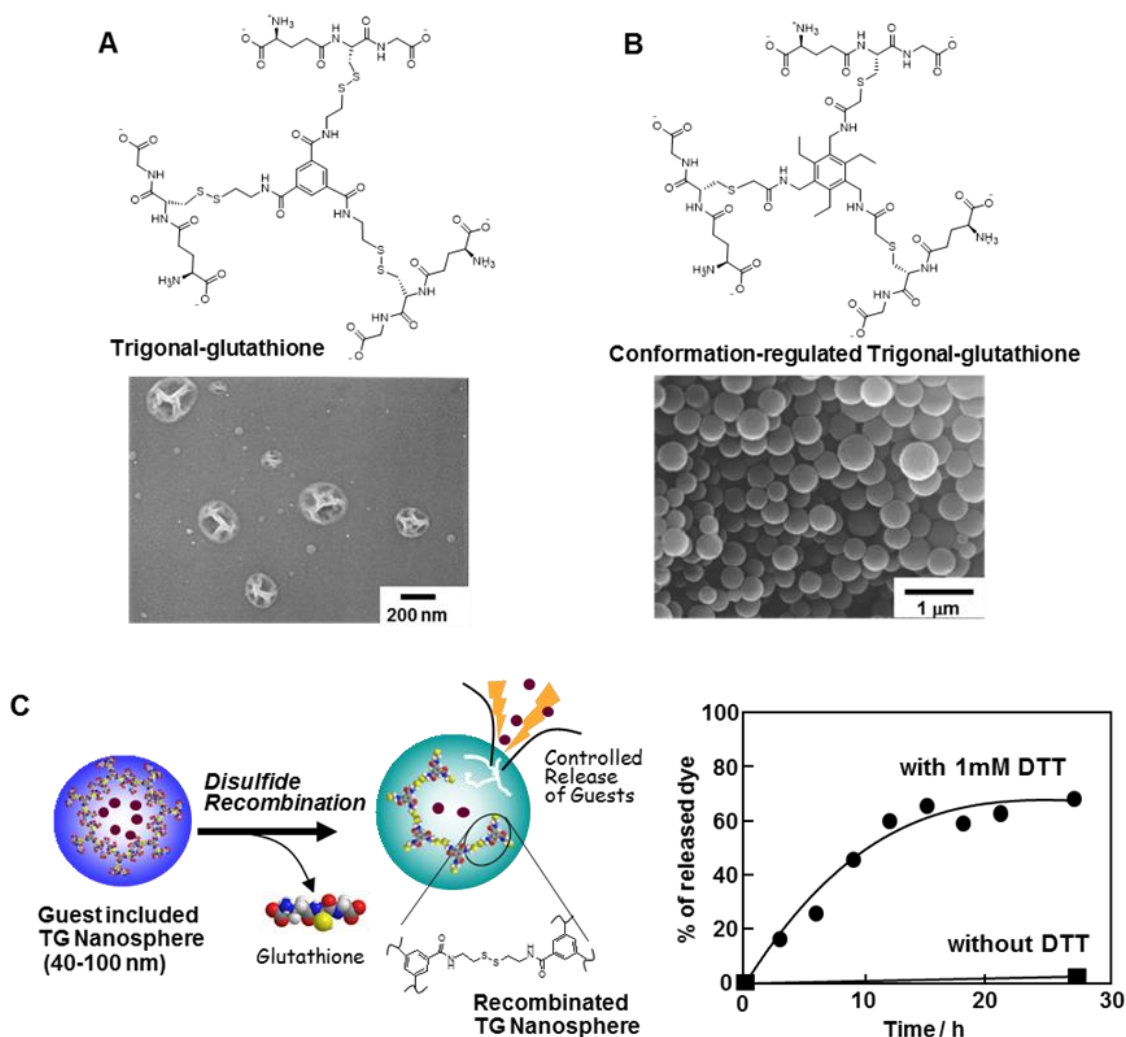 A
B
Trigonal-glutathione
Conformation-regulated Trigonal-glutathione
200 nm
1 μm
C
Disulfide
Recombination
Controlled
Release
of Guests
Guest included
TG Nanosphere
(40-100 nm)
Glutathione
Recombinated
TG Nanosphere
% of released dye
100
80
60
40
20
0
with 1mM DTT
without DTT
0
10
20
30
Time / h